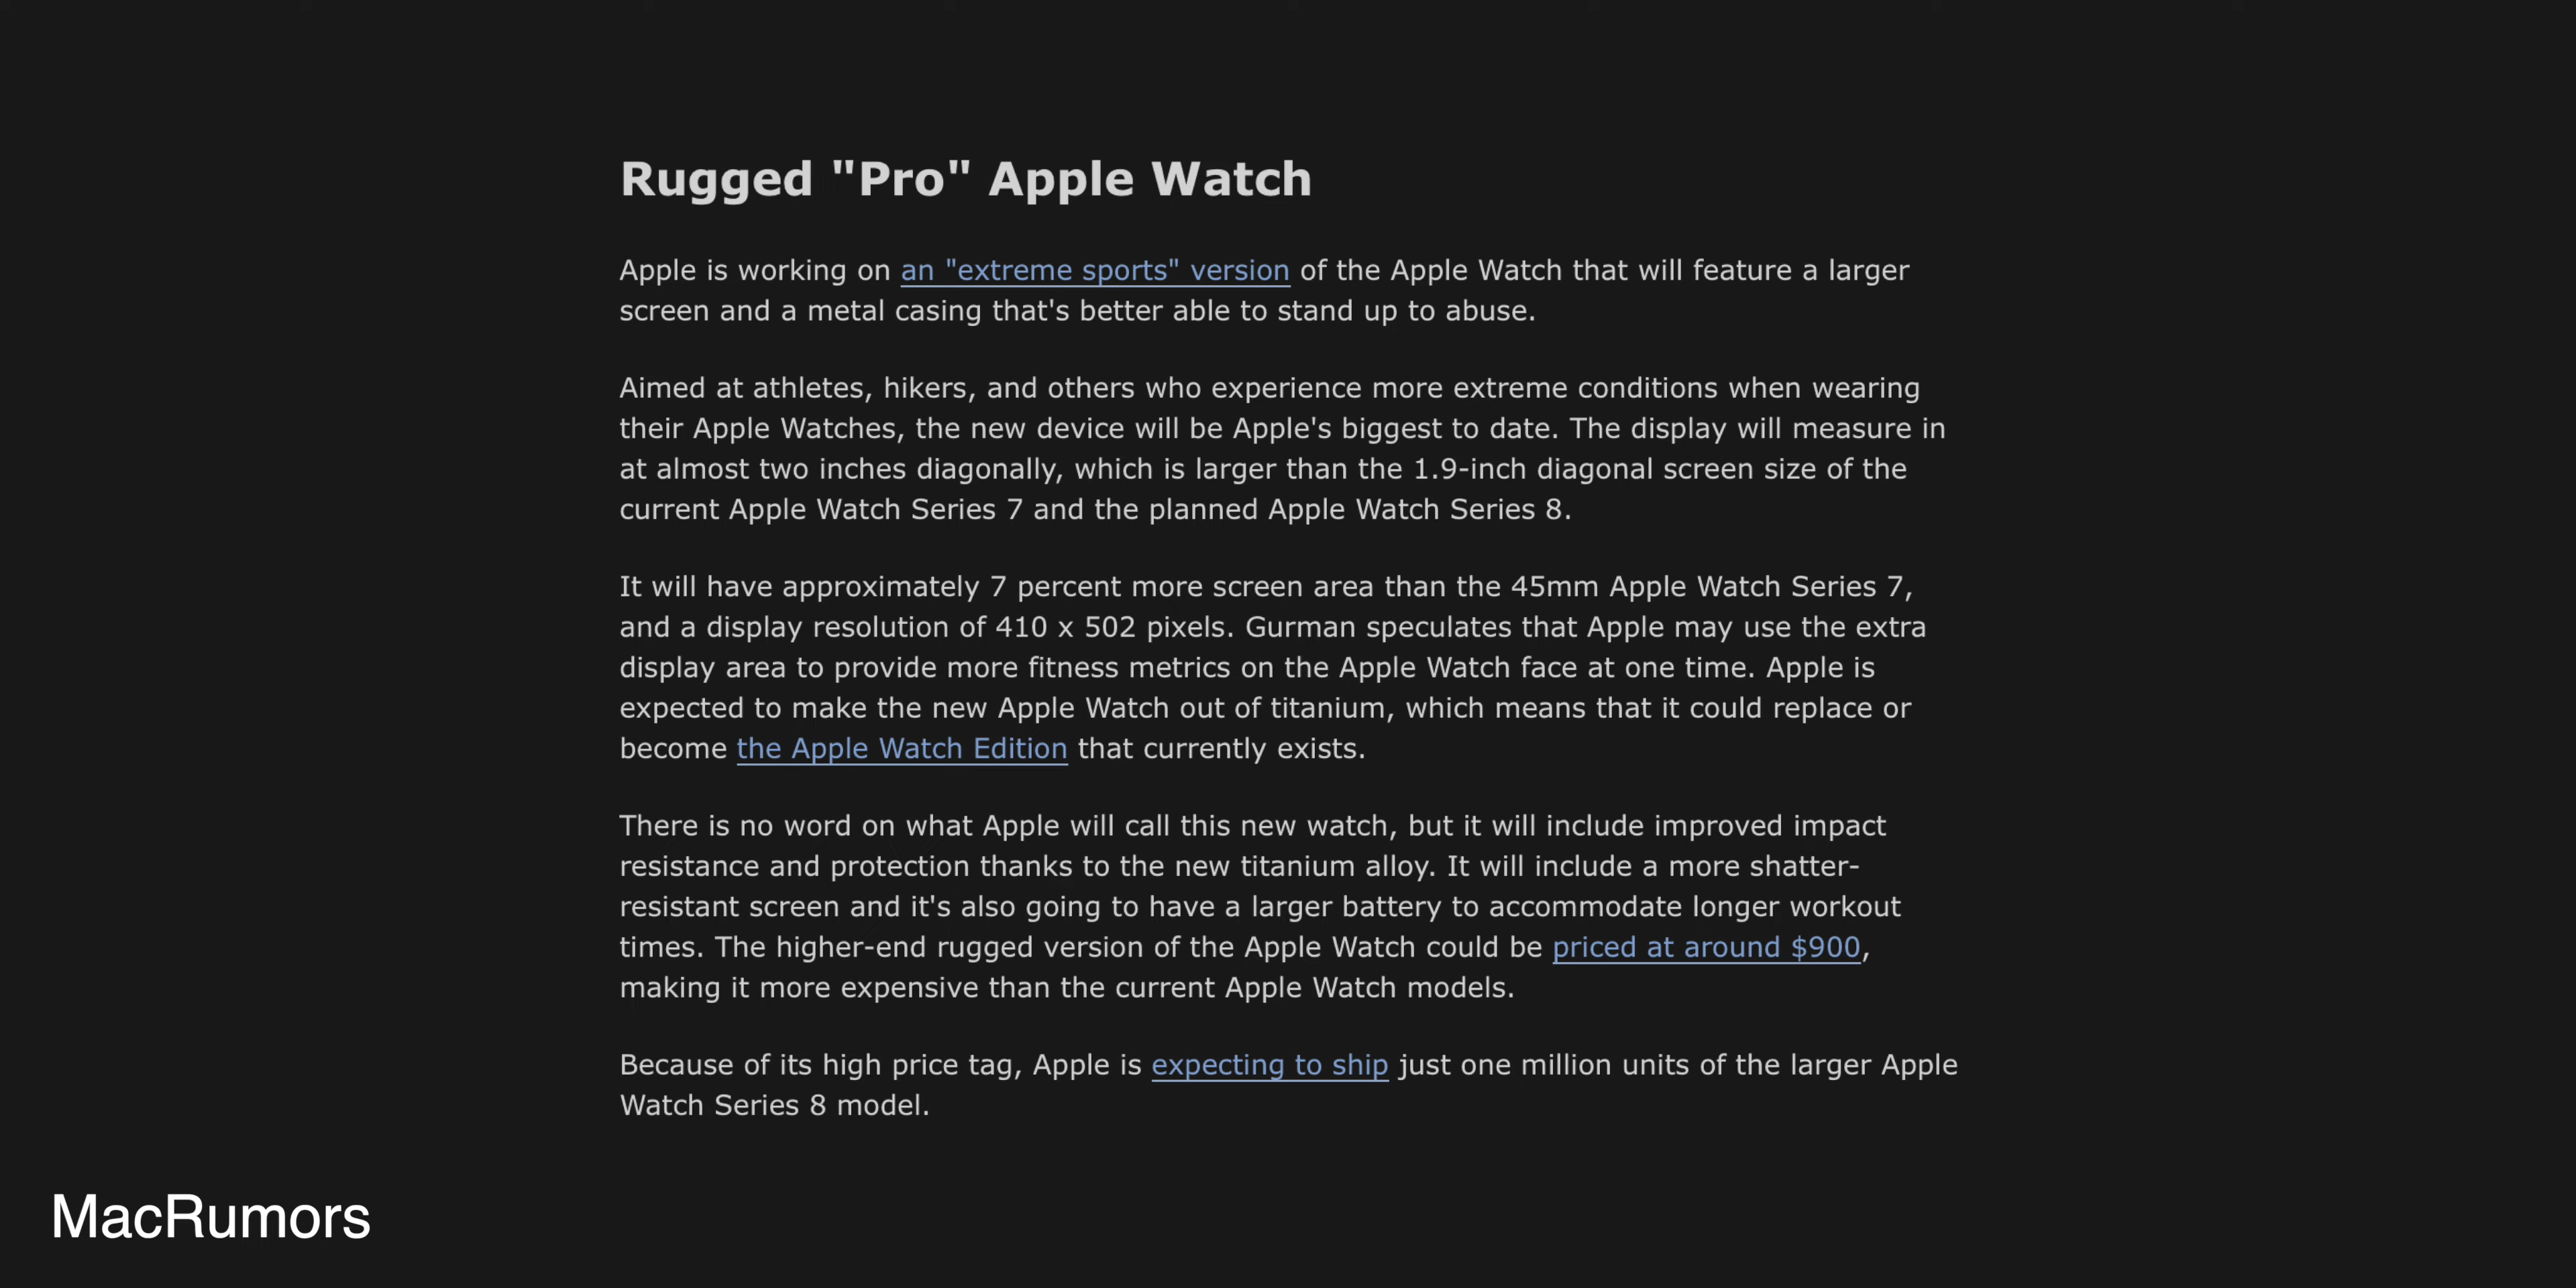 Rugged "Pro" Apple Watch
Apple is working on an "extreme sports" version of the Apple Watch that will feature a larger
screen and a metal casing that's better able to stand up to abuse.
Aimed at athletes, hikers, and others who experience more extreme conditions when wearing
their Apple Watches, the new device will be Apple's biggest to date. The display will measure in
at almost two inches diagonally, which is larger than the 1.9-inch diagonal screen size of the
current Apple Watch Series 7 and the planned Apple Watch Series 8.
It will have approximately 7 percent more screen area than the 45mm Apple Watch Series 7,
and a display resolution of 410 x 502 pixels. Gurman speculates that Apple may use the extra
display area to provide more fitness metrics on the Apple Watch face at one time. Apple is
expected to make the new Apple Watch out of titanium, which means that it could replace or
become the Apple Watch Edition that currently exists.
There is no word on what Apple will call this new watch, but it will include improved impact
resistance and protection thanks to the new titanium alloy. It will include a more shatter-
resistant screen and it's also going to have a larger battery to accommodate longer workout
times. The higher-end rugged version of the Apple Watch could be priced at around $900,
making it more expensive than the current Apple Watch models.
Because of its high price tag, Apple is expecting to ship just one million units of the larger Apple
Watch Series 8 model.
MacRumors